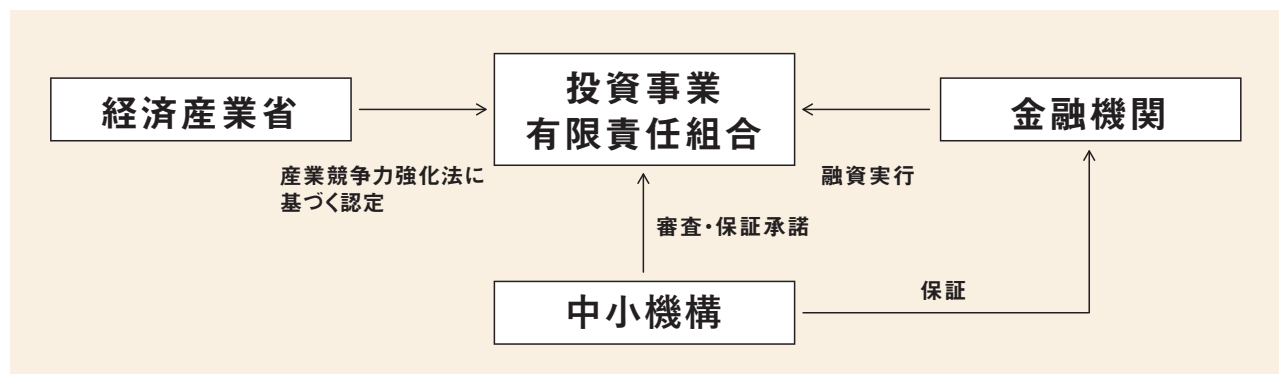 経済産業省
投資事業
有限責任組合
金融機関
産業競争力強化法に
基づく認定
融資実行
審査・保証承諾
中小機構
保証